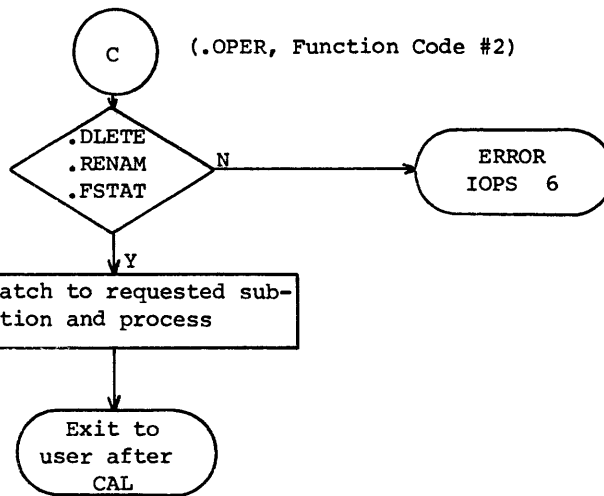 C
(.OPER, Function Code #2)
.DLETE
.RENAM
.FSTAT
N
ERROR
IOPS 6
Y
atch to requested sub-
tion and process
Exit to
user after
CAL